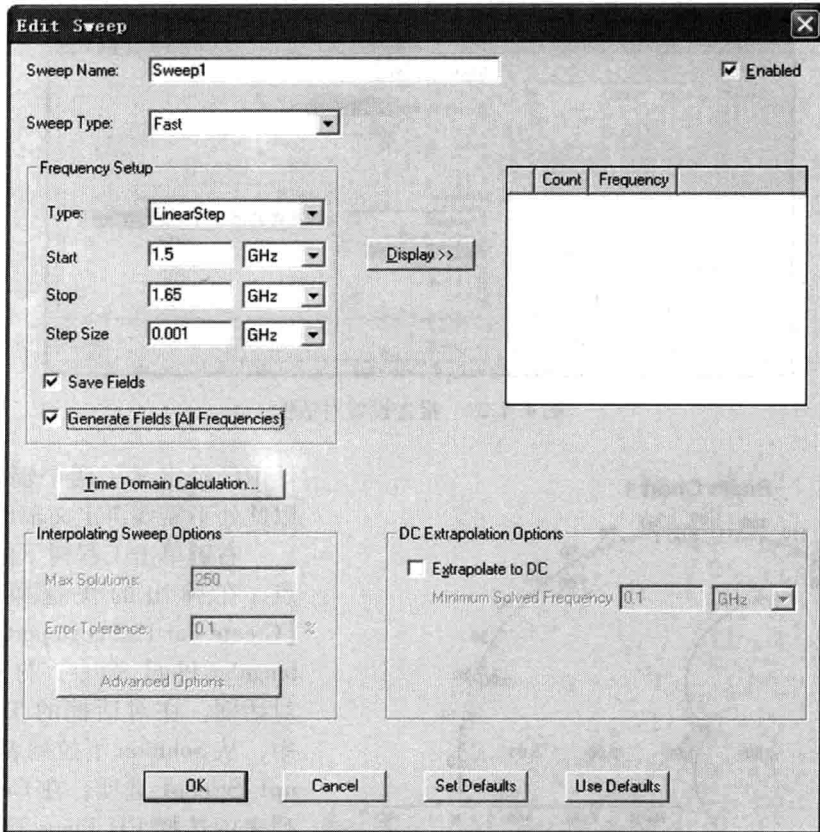 Edit Sweep
Sweep Name: Sweep1 Enabled
Sweep Type: Fast
Frequency Setup
Count Frequency
Type: LinearStep
Start 1.5 GHz
Display >>
Stop 1.65 GHz
Step Size 0.001 GHz
Save Fields
Generate Fields (All Frequencies)
Time Domain Calculation...
Interpolating Sweep Options
Max Solutions: 250
Error Tolerance: 0.1 %
Advanced Options...
DC Extrapolation Options
Extrapolate to DC
Minimum Solved Frequency 0.1 GHz
OK Cancel Set Defaults Use Defaults